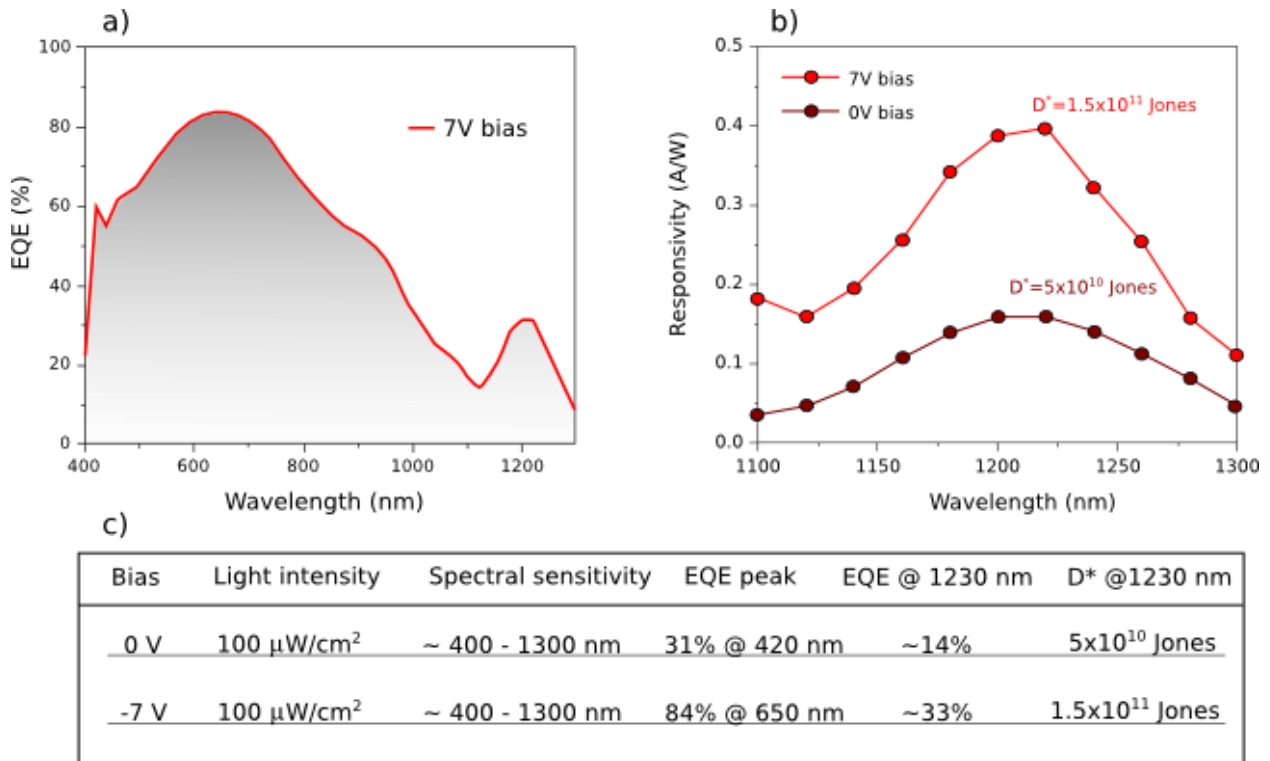 a)
100
80
60
40
20
0
EQE (%)
7V bias
400 600 800 1000 1200
Wavelength (nm)
b)
0.5
0.4
0.3
0.2
0.1
0.0
Responsivity (A/W)
7V bias
0V bias
D*=1.5x10¹¹ Jones
D*=5x10¹⁰ Jones
1100 1150 1200 1250 1300
Wavelength (nm)
c)
Bias Light intensity Spectral sensitivity EQE peak EQE @ 1230 nm D* @1230 nm
0 V 100 μW/cm² ~ 400 - 1300 nm 31% @ 420 nm ~14% 5x10¹⁰ Jones
-7 V 100 μW/cm² ~ 400 - 1300 nm 84% @ 650 nm ~33% 1.5x10¹¹ Jones